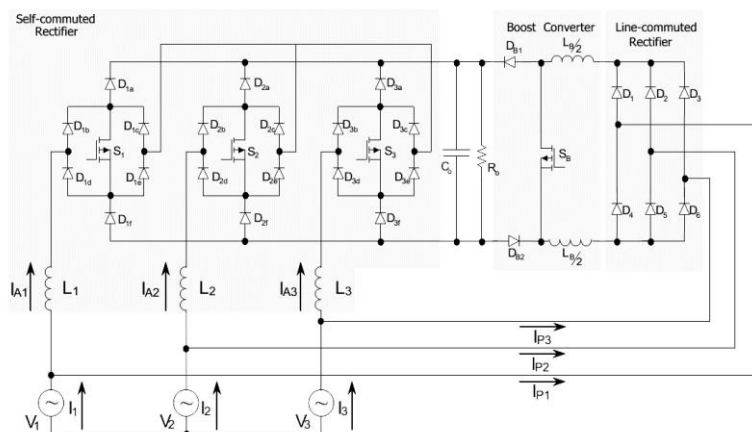 Self-commuted
Rectifier
Boost Converter
Line-commuted
Rectifier
D1a
D2a
D3a
DB1
LB/2
D1
D2
D3
D1b
D1c
D2b
D2c
D3b
D3c
S1
S2
S3
SB
Co
Ro
D1d
D1e
D2d
D2e
D3d
D3e
D1f
D2f
D3f
D4
D5
D6
DB2
LB/2
IA1
L1
IA2
L2
IA3
L3
IP3
IP2
IP1
V1
I1
V2
I2
V3
I3